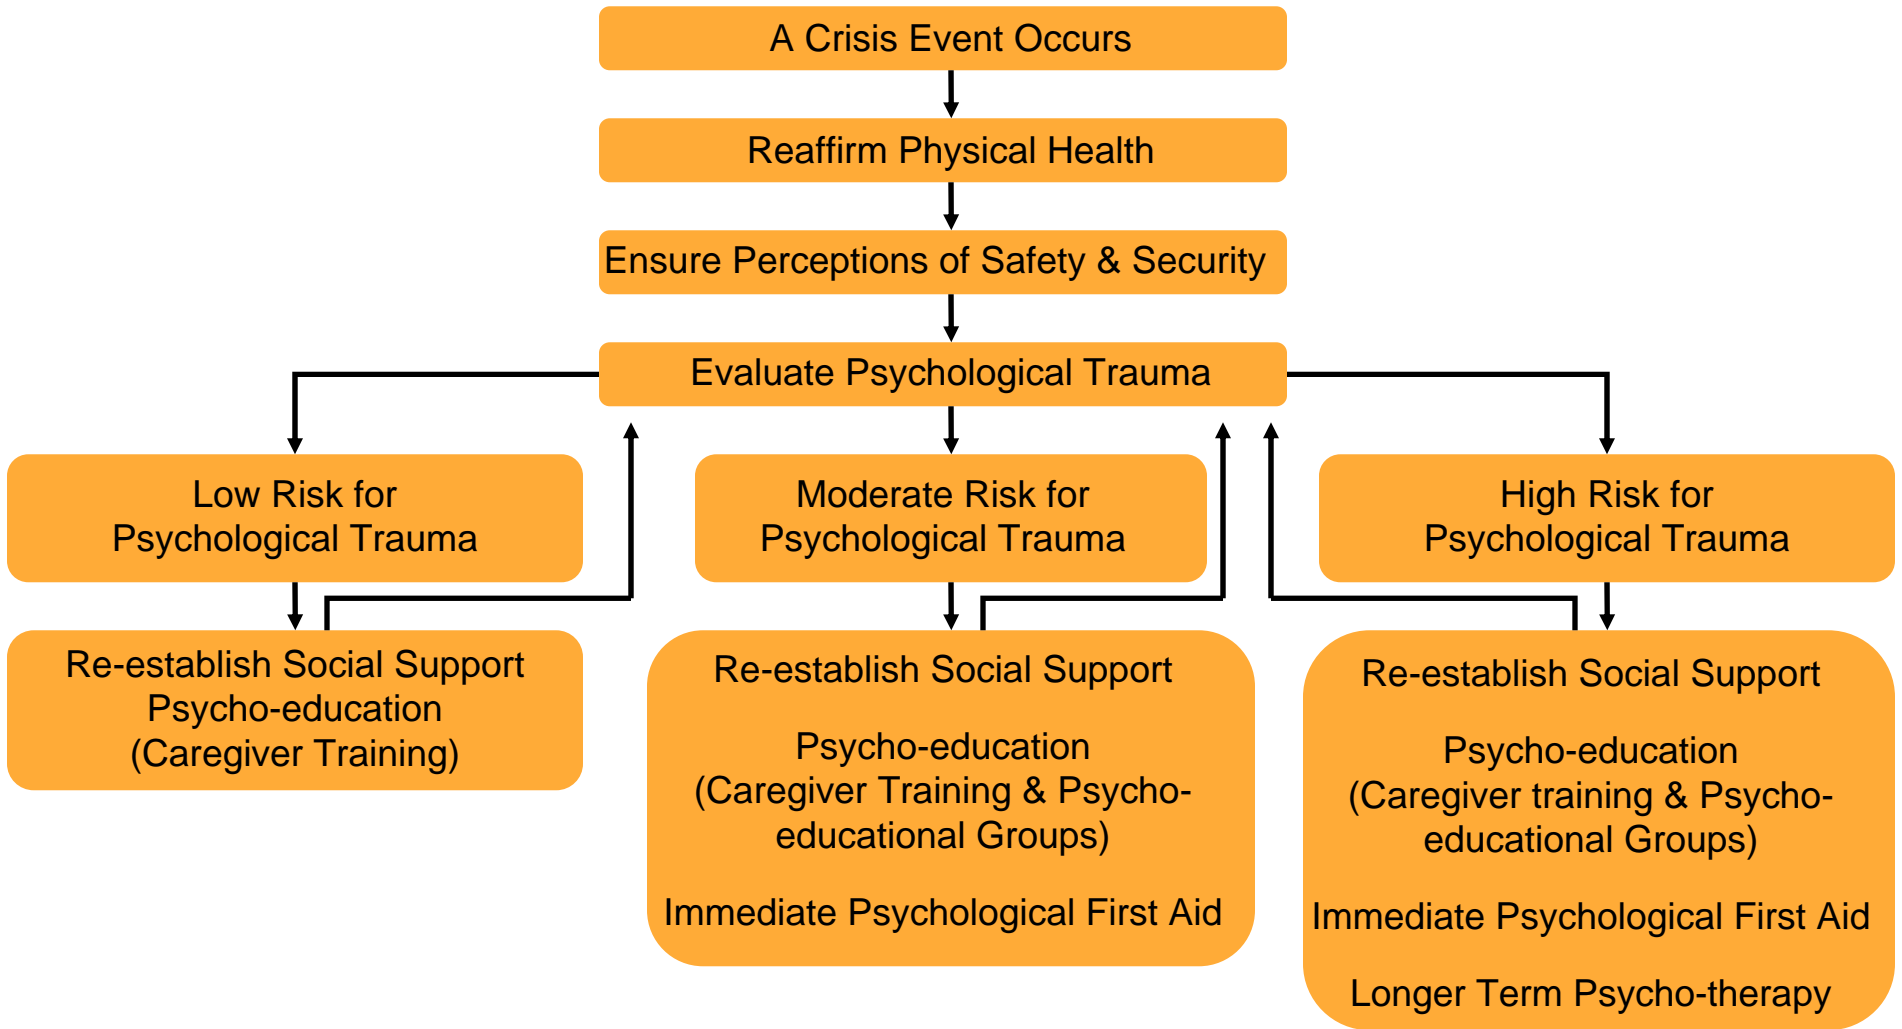 A Crisis Event Occurs
Reaffirm Physical Health
Ensure Perceptions of Safety & Security
Evaluate Psychological Trauma
Low Risk for
Psychological Trauma
Moderate Risk for
Psychological Trauma
High Risk for
Psychological Trauma
Re-establish Social Support
Psycho-education
(Caregiver Training)
Re-establish Social Support
Psycho-education
(Caregiver Training & Psycho-
educational Groups)
Immediate Psychological First Aid
Re-establish Social Support
Psycho-education
(Caregiver training & Psycho-
educational Groups)
Immediate Psychological First Aid
Longer Term Psycho-therapy